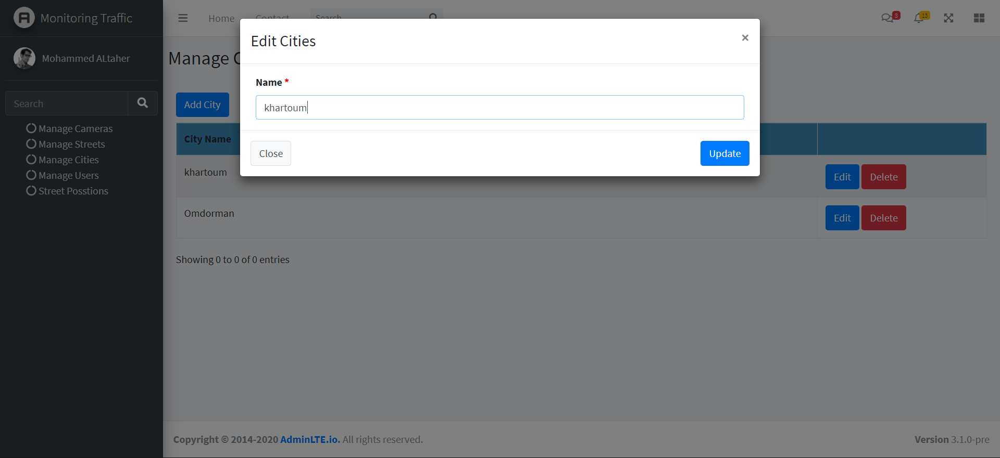 Monitoring Traffic
Mohammed ALtaher
Search
Manage Cameras
Manage Streets
Manage Cities
Manage Users
Street Posstions
Home
Contact
Search
3
15
Manage C
Add City
Edit Cities
×
Name *
khartoum
Close
Update
City Name
khartoum
Edit Delete
Omdorman
Edit Delete
Showing 0 to 0 of 0 entries
Copyright © 2014-2020 AdminLTE.io. All rights reserved.
Version 3.1.0-pre